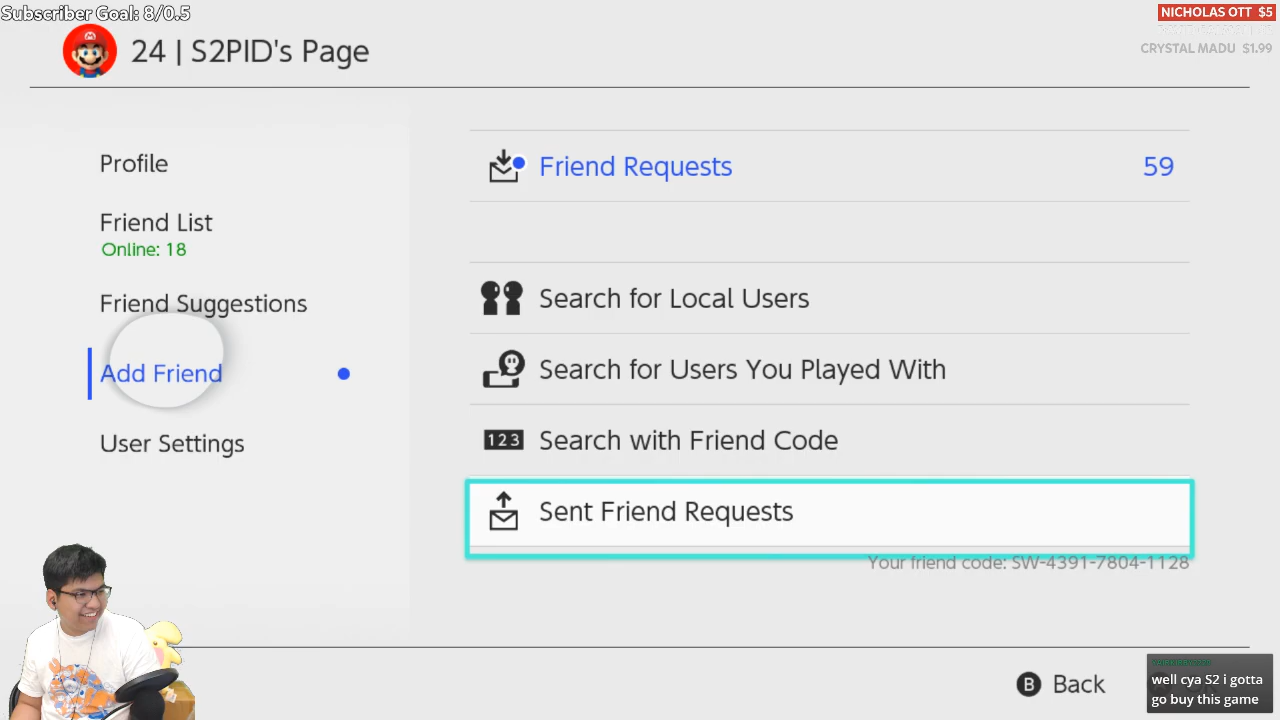 Subscriber Goal: 8/0.5
NICHOLAS OTT $5
CRYSTAL MADU $1.99
24 | S2PID's Page
Profile
Friend List
Online: 18
Friend Suggestions
Add Friend
User Settings
Friend Requests 59
Search for Local Users
Search for Users You Played With
123 Search with Friend Code
Sent Friend Requests
Your friend code: SW-4391-7804-1128
B Back
well cya S2 i gotta
go buy this game